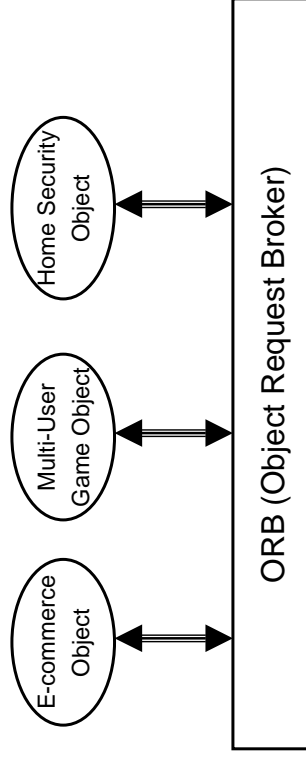 E-commerce
Object
Multi-User
Game Object
Home Security
Object
ORB (Object Request Broker)